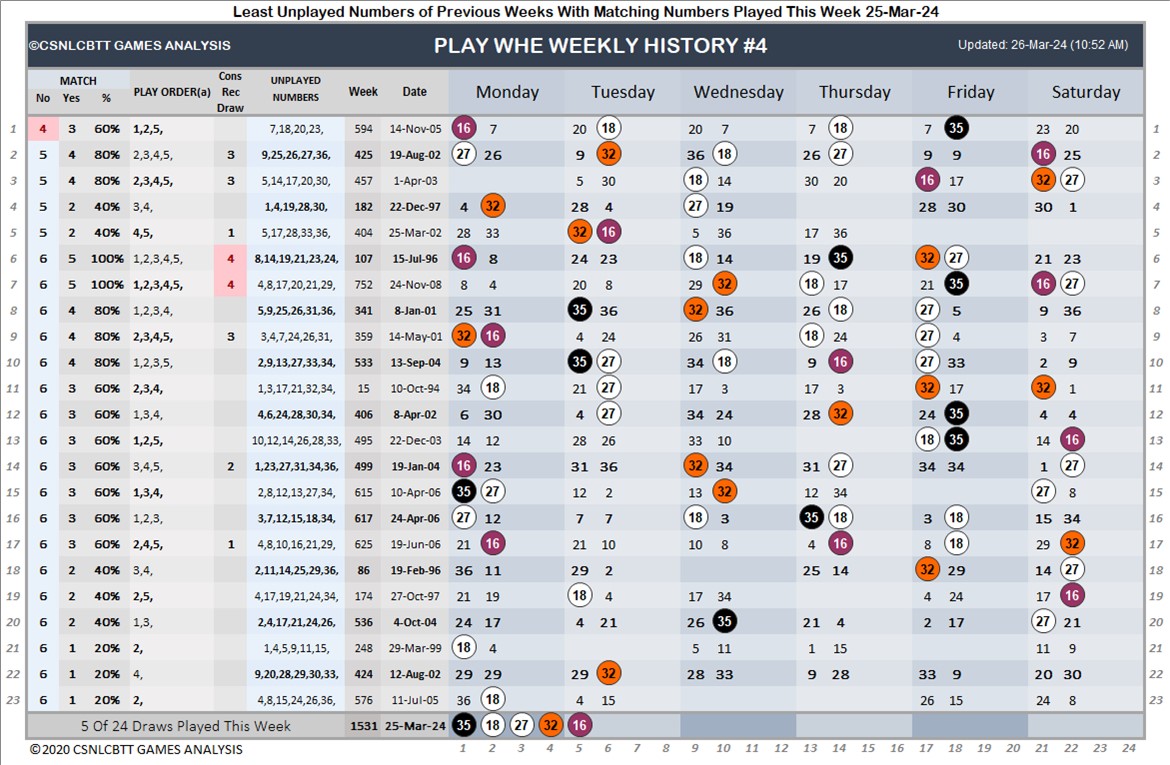 Least Unplayed Numbers of Previous Weeks With Matching Numbers Played This Week 25-Mar-24
©CSNLCBTT GAMES ANALYSIS PLAY WHE WEEKLY HISTORY #4 Updated: 26-Mar-24 (10:52 AM)
MATCH No Yes % PLAY ORDER(a) Cons Rec Draw UNPLAYED NUMBERS Week Date Monday Tuesday Wednesday Thursday Friday Saturday
1 4 3 60% 1,2,5, 7,18,20,23, 594 14-Nov-05 16 7 20 18 20 7 7 18 7 35 23 20 1
2 5 4 80% 2,3,4,5, 3 9,25,26,27,36, 425 19-Aug-02 27 26 9 32 36 18 26 27 9 9 16 25 2
3 5 4 80% 2,3,4,5, 3 5,14,17,20,30, 457 1-Apr-03 5 30 18 14 30 20 16 17 32 27 3
4 5 2 40% 3,4, 1,4,19,28,30, 182 22-Dec-97 4 32 28 4 27 19 28 30 30 1 4
5 5 2 40% 4,5, 1 5,17,28,33,36, 404 25-Mar-02 28 33 32 16 5 36 17 36 5
6 6 5 100% 1,2,3,4,5, 4 8,14,19,21,23,24, 107 15-Jul-96 16 8 24 23 18 14 19 35 32 27 21 23 6
7 6 5 100% 1,2,3,4,5, 4 4,8,17,20,21,29, 752 24-Nov-08 8 4 20 8 29 32 18 17 21 35 16 27 7
8 6 4 80% 1,2,3,4, 5,9,25,26,31,36, 341 8-Jan-01 25 31 35 36 32 36 26 18 27 5 9 36 8
9 6 4 80% 2,3,4,5, 3 3,4,7,24,26,31, 359 14-May-01 32 16 4 24 26 31 18 24 27 4 3 7 9
10 6 4 80% 1,2,3,5, 2,9,13,27,33,34, 533 13-Sep-04 9 13 35 27 34 18 9 16 27 33 2 9 10
11 6 3 60% 2,3,4, 1,3,17,21,32,34, 15 10-Oct-94 34 18 21 27 17 3 17 3 32 17 32 1 11
12 6 3 60% 1,3,4, 4,6,24,28,30,34, 406 8-Apr-02 6 30 4 27 34 24 28 32 24 35 4 4 12
13 6 3 60% 1,2,5, 10,12,14,26,28,33, 495 22-Dec-03 14 12 28 26 33 10 18 35 14 16 13
14 6 3 60% 3,4,5, 2 1,23,27,31,34,36, 499 19-Jan-04 16 23 31 36 32 34 31 27 34 34 1 27 14
15 6 3 60% 1,3,4, 2,8,12,13,27,34, 615 10-Apr-06 35 27 12 2 13 32 12 34 27 8 15
16 6 3 60% 1,2,3, 3,7,12,15,18,34, 617 24-Apr-06 27 12 7 7 18 3 35 18 3 18 15 34 16
17 6 3 60% 2,4,5, 1 4,8,10,16,21,29, 625 19-Jun-06 21 16 21 10 10 8 4 16 8 18 29 32 17
18 6 2 40% 3,4, 2,11,14,25,29,36, 86 19-Feb-96 36 11 29 2 25 14 32 29 14 27 18
19 6 2 40% 2,5, 4,17,19,21,24,34, 174 27-Oct-97 21 19 18 4 17 34 4 24 17 16 19
20 6 2 40% 1,3, 2,4,17,21,24,26, 536 4-Oct-04 24 17 4 21 26 35 21 4 2 17 27 21 20
21 6 1 20% 2, 1,4,5,9,11,15, 248 29-Mar-99 18 4 5 11 1 15 11 9 21
22 6 1 20% 4, 9,20,28,29,30,33, 424 12-Aug-02 29 29 29 32 28 33 9 28 33 9 20 30 22
23 6 1 20% 2, 4,8,15,24,26,36, 576 11-Jul-05 36 18 4 15 26 15 24 8 23
5 Of 24 Draws Played This Week 1531 25-Mar-24 35 18 27 32 16
©2020 CSNLCBTT GAMES ANALYSIS 1 2 3 4 5 6 7 8 9 10 11 12 13 14 15 16 17 18 19 20 21 22 23 24